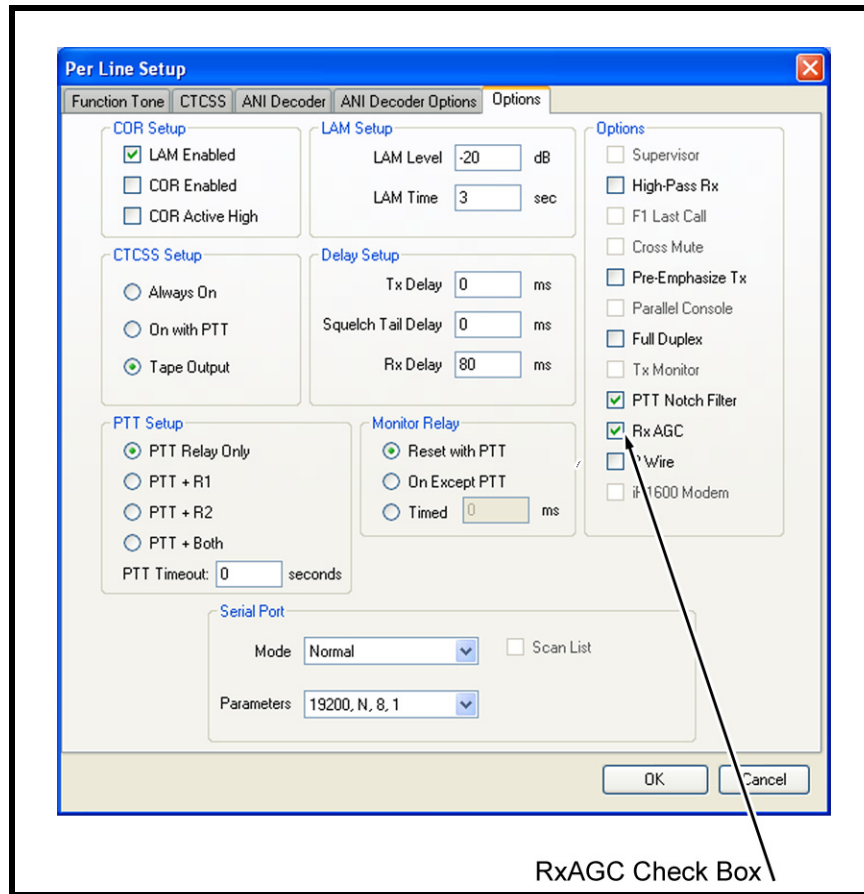 Per Line Setup
Function Tone CTCSS ANI Decoder ANI Decoder Options Options
COR Setup
LAM Enabled
COR Enabled
COR Active High
LAM Setup
LAM Level -20 dB
LAM Time 3 sec
CTCSS Setup
Always On
On with PTT
Tape Output
Delay Setup
Tx Delay 0 ms
Squelch Tail Delay 0 ms
Rx Delay 80 ms
PTT Setup
PTT Relay Only
PTT + R1
PTT + R2
PTT + Both
PTT Timeout: 0 seconds
Monitor Relay
Reset with PTT
On Except PTT
Timed 0 ms
Options
Supervisor
High-Pass Rx
F1 Last Call
Cross Mute
Pre-Emphasize Tx
Parallel Console
Full Duplex
Tx Monitor
PTT Notch Filter
Rx AGC
Wire
1600 Modem
Serial Port
Mode Normal
Scan List
Parameters 19200, N, 8, 1
OK Cancel
RxAGC Check Box